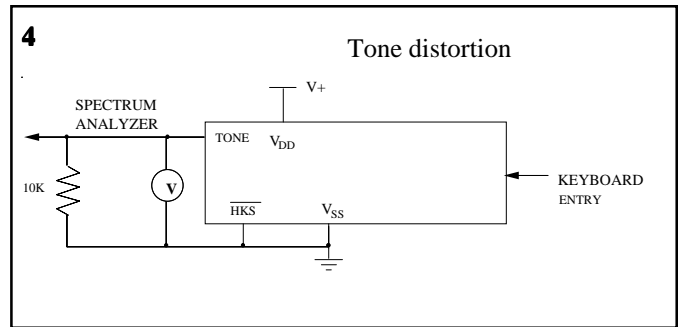 4
Tone distortion
V+
SPECTRUM
ANALYZER
TONE
VDD
10K
V
KEYBOARD
ENTRY
HKS
VSS